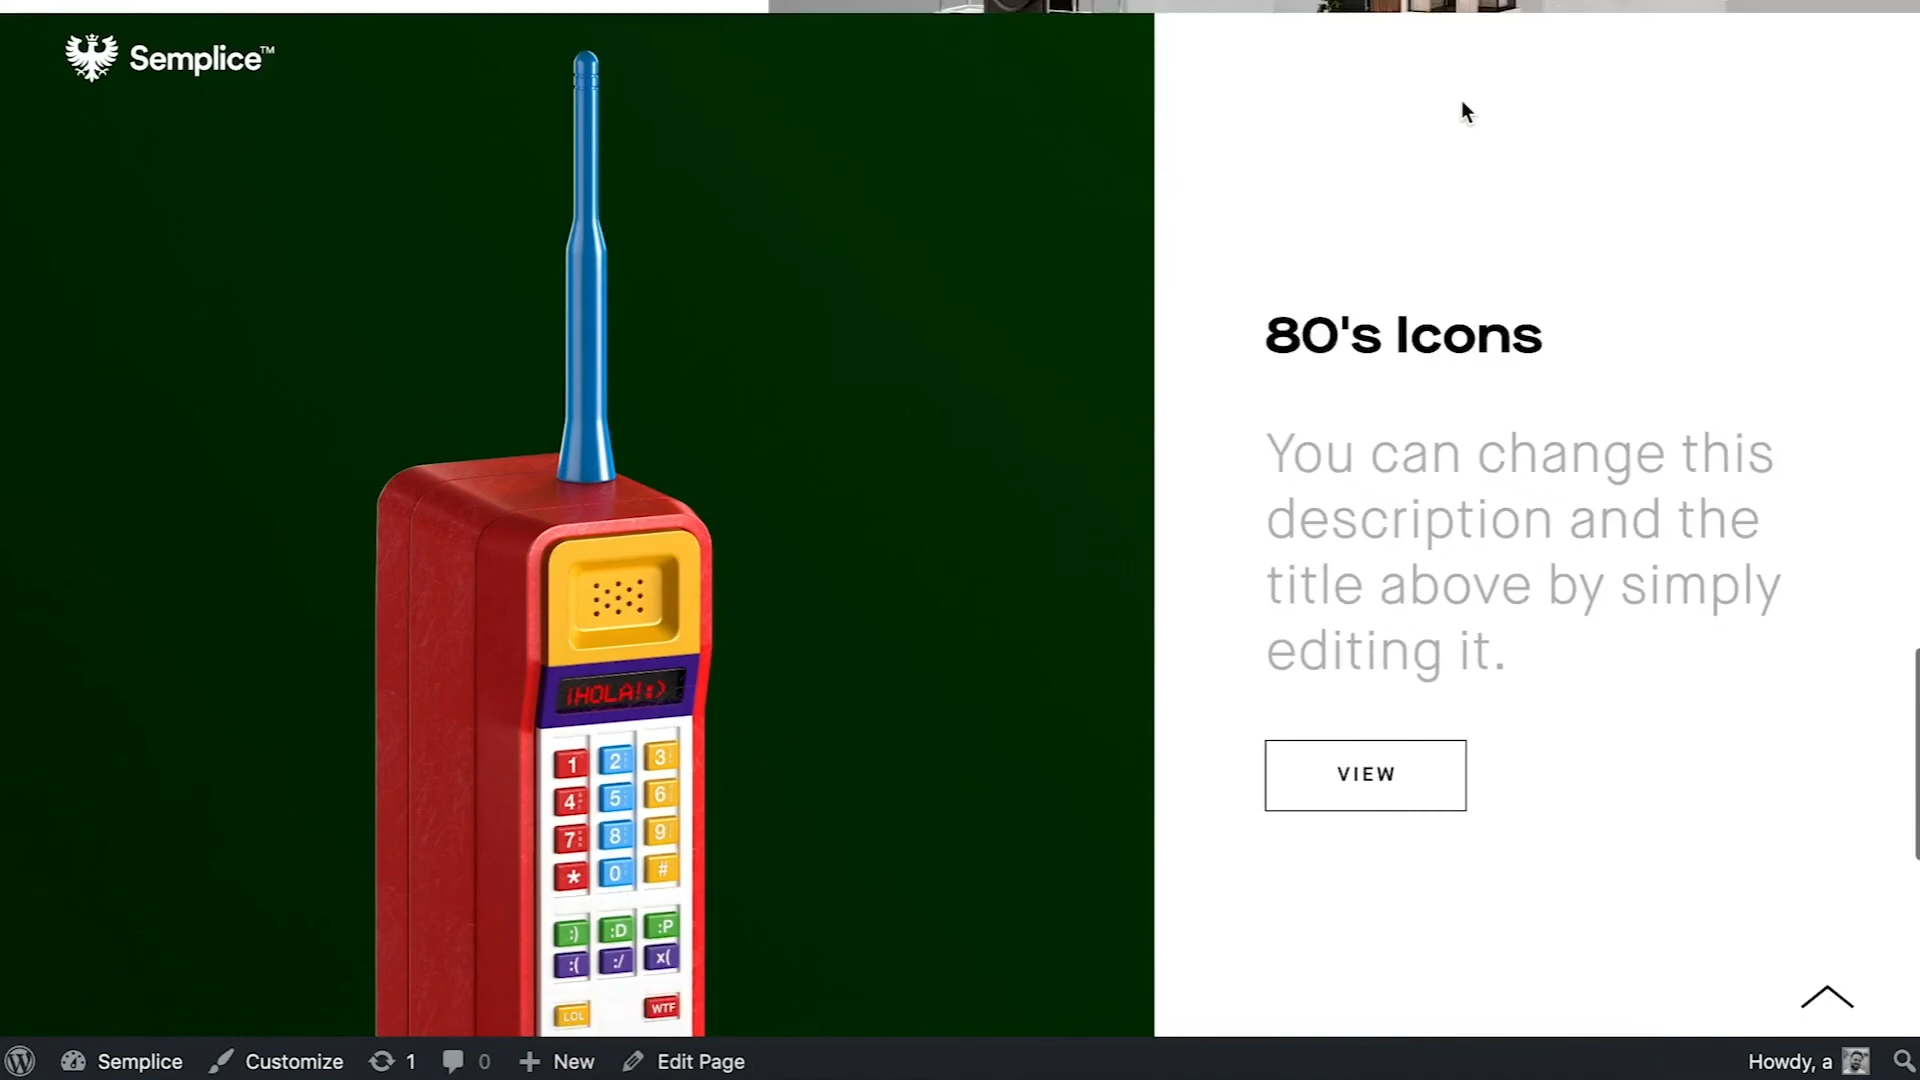 Semplice™
80's Icons
You can change this
description and the
title above by simply
editing it.
VIEW
¡HOLA!:)
1 2 3
4 5 6
7 8 9
* 0 #
:) :D :P
:( :/ x(
LOL WTF
Semplice Customize 1 0 New Edit Page Howdy, a